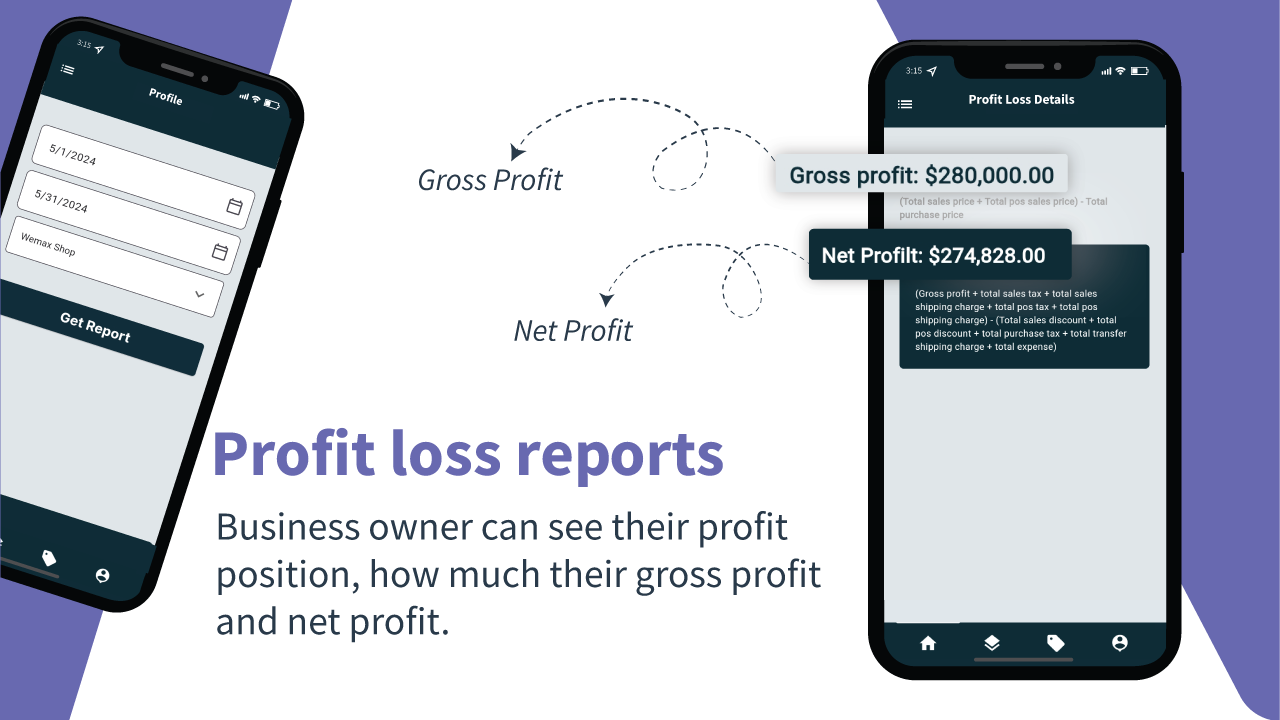 3:15
Profile
5/1/2024
5/31/2024
Wemax Shop
Get Report
Gross Profit
Net Profit
3:15
Profit Loss Details
Gross profit: $280,000.00
(Total sales price + Total pos sales price) - Total
purchase price
Net Profilt: $274,828.00
(Gross profit + total sales tax + total sales
shipping charge + total pos tax + total pos
shipping charge) - (Total sales discount + total
pos discount + total purchase tax + total transfer
shipping charge + total expense)
Profit loss reports
Business owner can see their profit
position, how much their gross profit
and net profit.